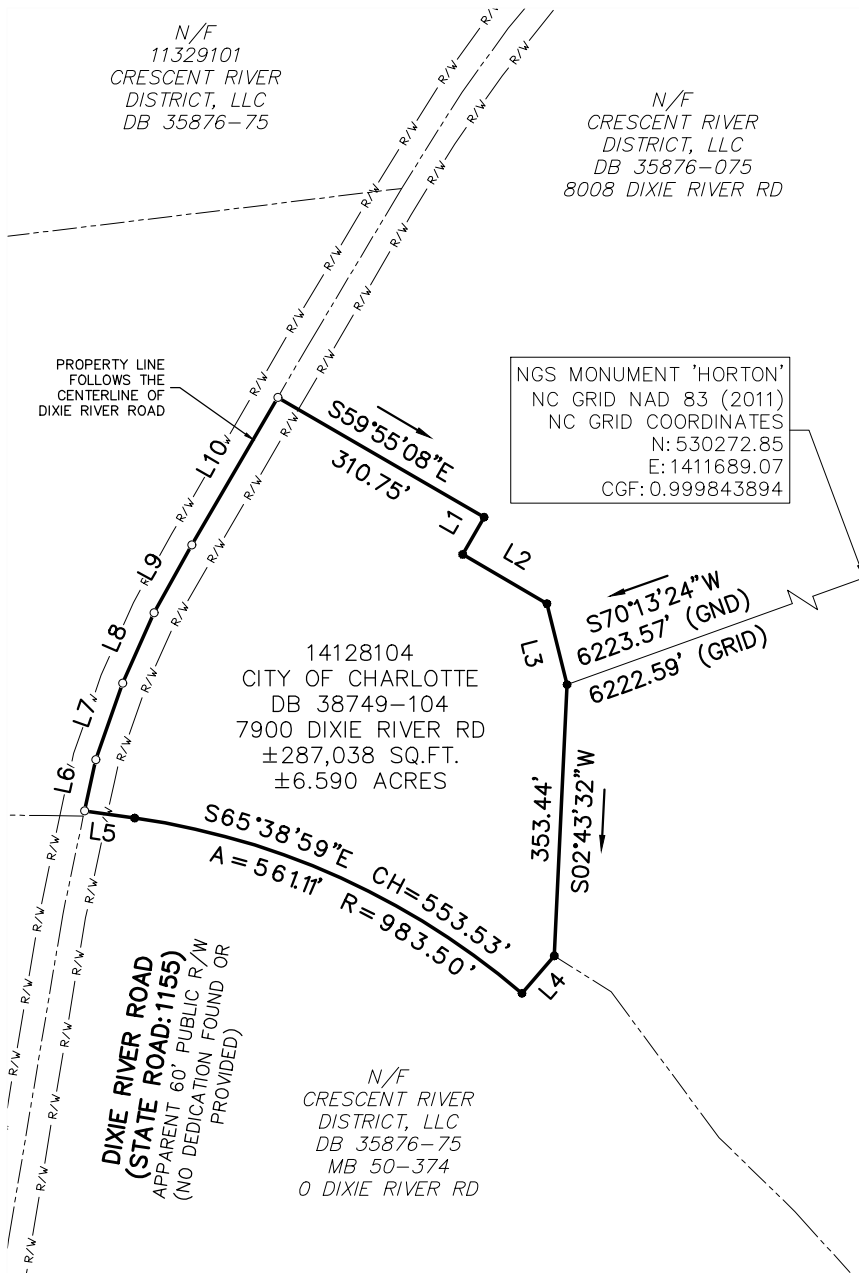 N/F
11329101
CRESCENT RIVER
DISTRICT, LLC
DB 35876-75
N/F
CRESCENT RIVER
DISTRICT, LLC
DB 35876-075
8008 DIXIE RIVER RD
R/W
R/W
R/W
R/W
R/W
R/W
R/W
R/W
R/W
R/W
R/W
R/W
PROPERTY LINE
FOLLOWS THE
CENTERLINE OF
DIXIE RIVER ROAD
NGS MONUMENT 'HORTON'
NC GRID NAD 83 (2011)
NC GRID COORDINATES
N: 530272.85
E: 1411689.07
CGF: 0.999843894
S59°55'08"E
310.75'
L1
L2
L3
L10
L9
L8
L7
L6
L5
S70°13'24"W
6223.57' (GND)
6222.59' (GRID)
14128104
CITY OF CHARLOTTE
DB 38749-104
7900 DIXIE RIVER RD
±287,038 SQ.FT.
±6.590 ACRES
353.44'
S02°43'32"W
S65°38'59"E CH=553.53'
A=561.11' R=983.50'
L4
R/W
R/W
R/W
R/W
R/W
R/W
R/W
R/W
R/W
R/W
R/W
R/W
DIXIE RIVER ROAD
(STATE ROAD: 1155)
APPARENT 60' PUBLIC R/W
(NO DEDICATION FOUND OR
PROVIDED)
N/F
CRESCENT RIVER
DISTRICT, LLC
DB 35876-75
MB 50-374
0 DIXIE RIVER RD